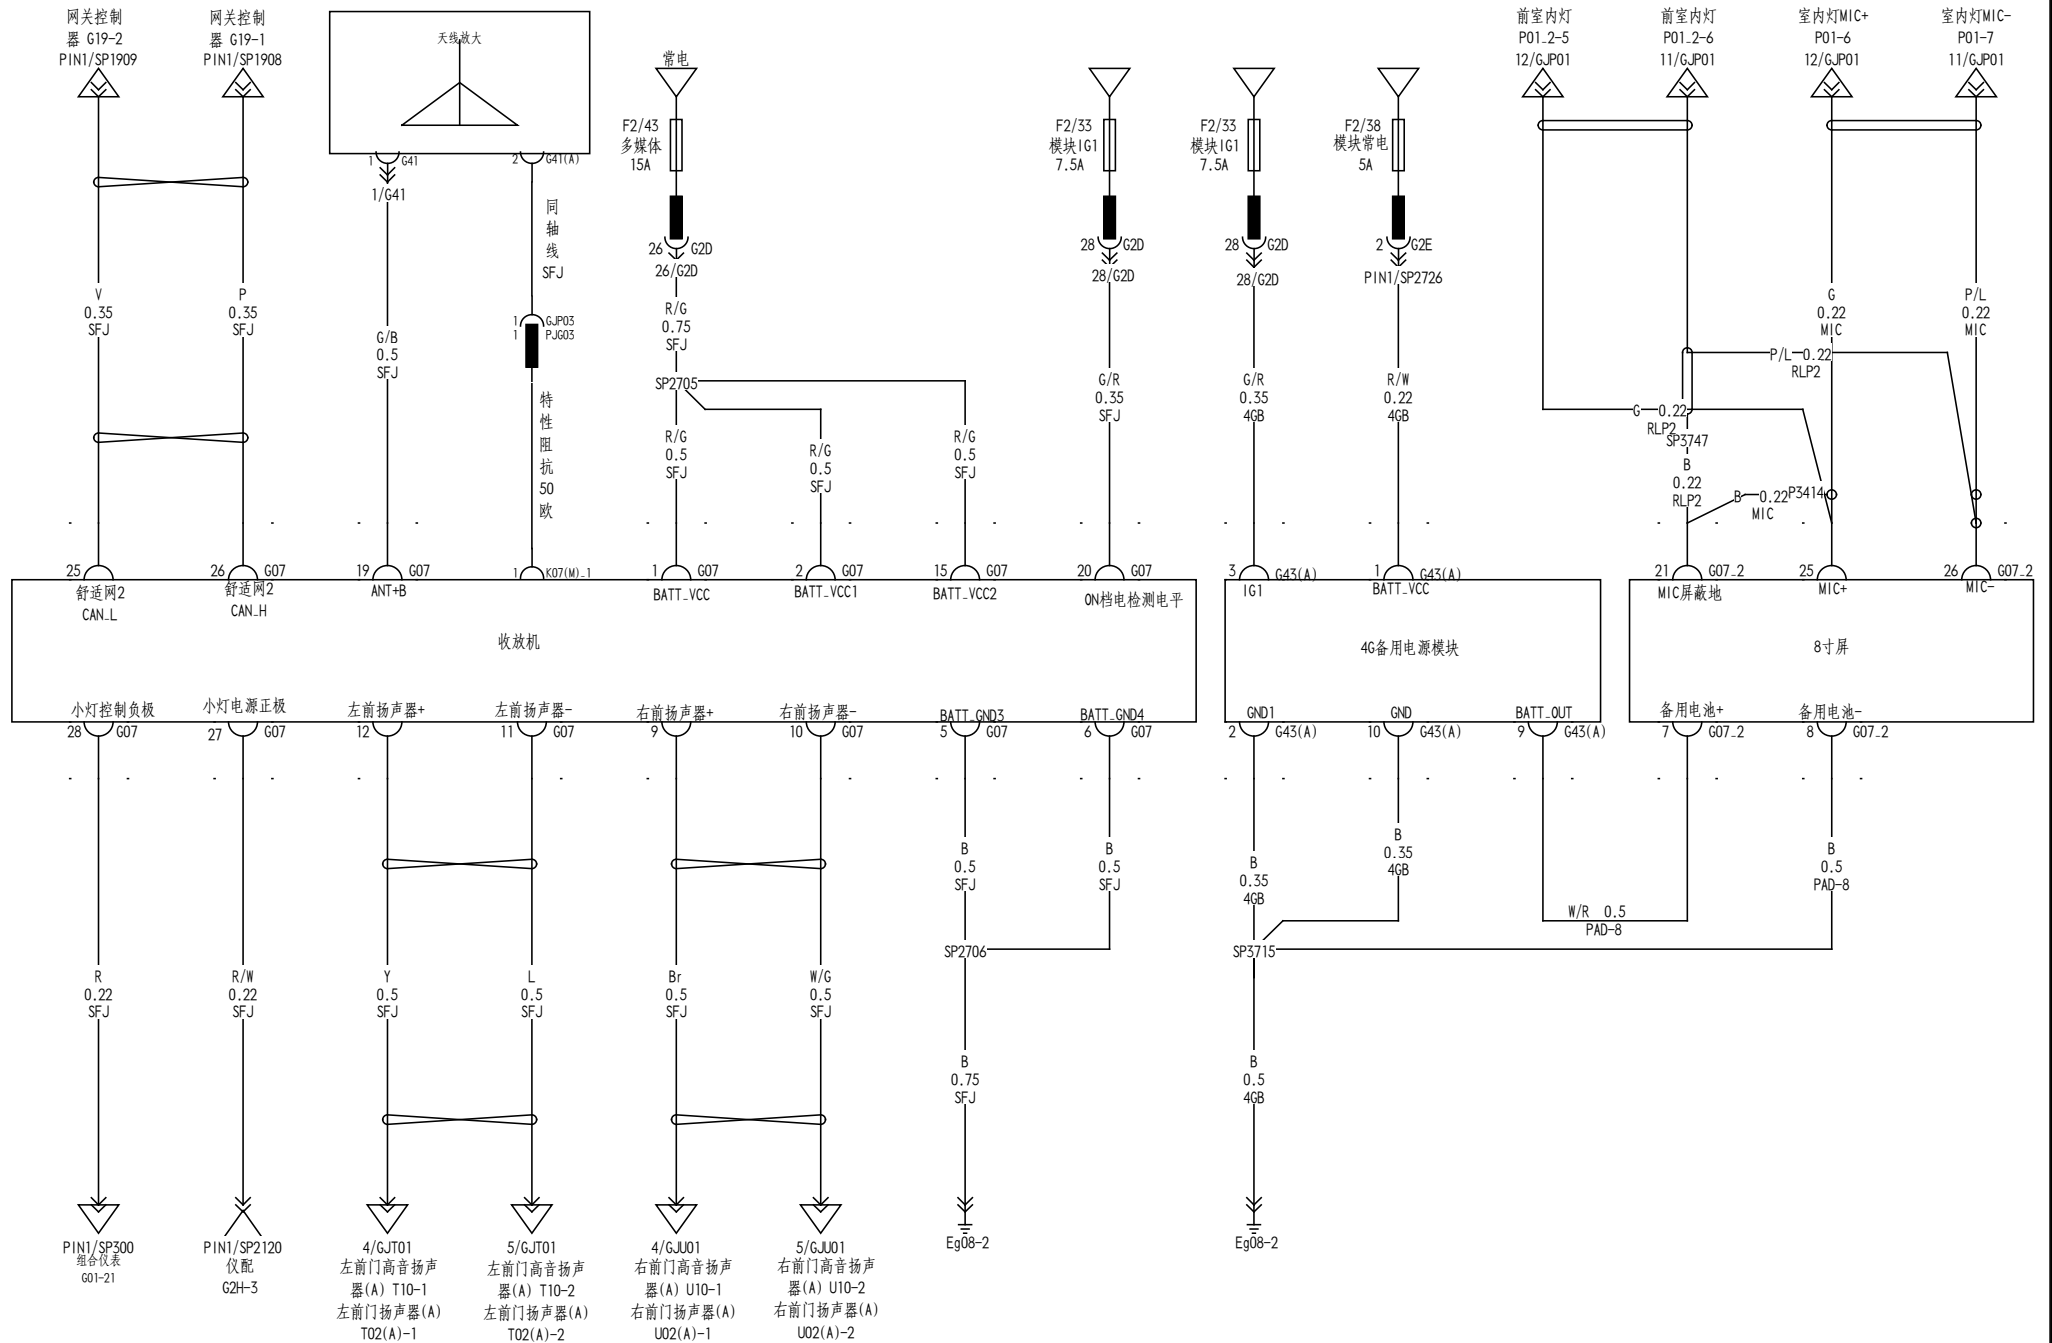 网关控制
器 G19-2
PIN1/SP1909
网关控制
器 G19-1
PIN1/SP1908
天线放大
1
G41
1/G41
2
G41(A)
同
轴
线
SFJ
常电
F2/43
多媒体
15A
26
G2D
26/G2D
F2/33
模块IG1
7.5A
28
G2D
28/G2D
F2/33
模块IG1
7.5A
28
G2D
28/G2D
F2/38
模块常电
5A
2
G2E
PIN1/SP2726
前室内灯
P01_2-5
12/GJP01
前室内灯
P01_2-6
11/GJP01
室内灯MIC+
P01-6
12/GJP01
室内灯MIC-
P01-7
11/GJP01
V
0.35
SFJ
P
0.35
SFJ
G/B
0.5
SFJ
1
GJP03
1
PJG03
特
性
阻
抗
50
欧
R/G
0.75
SFJ
SP2705
R/G
0.5
SFJ
R/G
0.5
SFJ
R/G
0.5
SFJ
G/R
0.35
SFJ
G/R
0.35
4GB
R/W
0.22
4GB
G
0.22
MIC
P/L
0.22
MIC
P/L 0.22
RLP2
G 0.22
RLP2
SP3747
B
0.22
RLP2
B 0.22
MIC
P3414
25
舒适网2
CAN_L
26
G07
舒适网2
CAN_H
19
G07
ANT+B
1
K07(M)_1
1
G07
BATT_VCC
2
G07
BATT_VCC1
15
G07
BATT_VCC2
20
G07
ON档电检测电平
3
G43(A)
IG1
1
G43(A)
BATT_VCC
21
G07_2
MIC屏蔽地
25
MIC+
26
G07_2
MIC-
收放机
4G备用电源模块
8寸屏
小灯控制负极
28
G07
小灯电源正极
27
G07
左前扬声器+
12
左前扬声器-
11
G07
右前扬声器+
9
右前扬声器-
10
G07
BATT_GND3
5
G07
BATT_GND4
6
G07
GND1
2
G43(A)
GND
10
G43(A)
BATT_OUT
9
G43(A)
备用电池+
7
G07_2
备用电池-
8
G07_2
B
0.5
SFJ
B
0.5
SFJ
B
0.35
4GB
B
0.35
4GB
W/R 0.5
PAD-8
B
0.5
PAD-8
SP2706
SP3715
R
0.22
SFJ
R/W
0.22
SFJ
Y
0.5
SFJ
L
0.5
SFJ
Br
0.5
SFJ
W/G
0.5
SFJ
B
0.75
SFJ
B
0.5
4GB
PIN1/SP300
组合仪表
G01-21
PIN1/SP2120
仪配
G2H-3
4/GJT01
左前门高音扬声
器(A) T10-1
左前门扬声器(A)
T02(A)-1
5/GJT01
左前门高音扬声
器(A) T10-2
左前门扬声器(A)
T02(A)-2
4/GJU01
右前门高音扬声
器(A) U10-1
右前门扬声器(A)
U02(A)-1
5/GJU01
右前门高音扬声
器(A) U10-2
右前门扬声器(A)
U02(A)-2
Eg08-2
Eg08-2